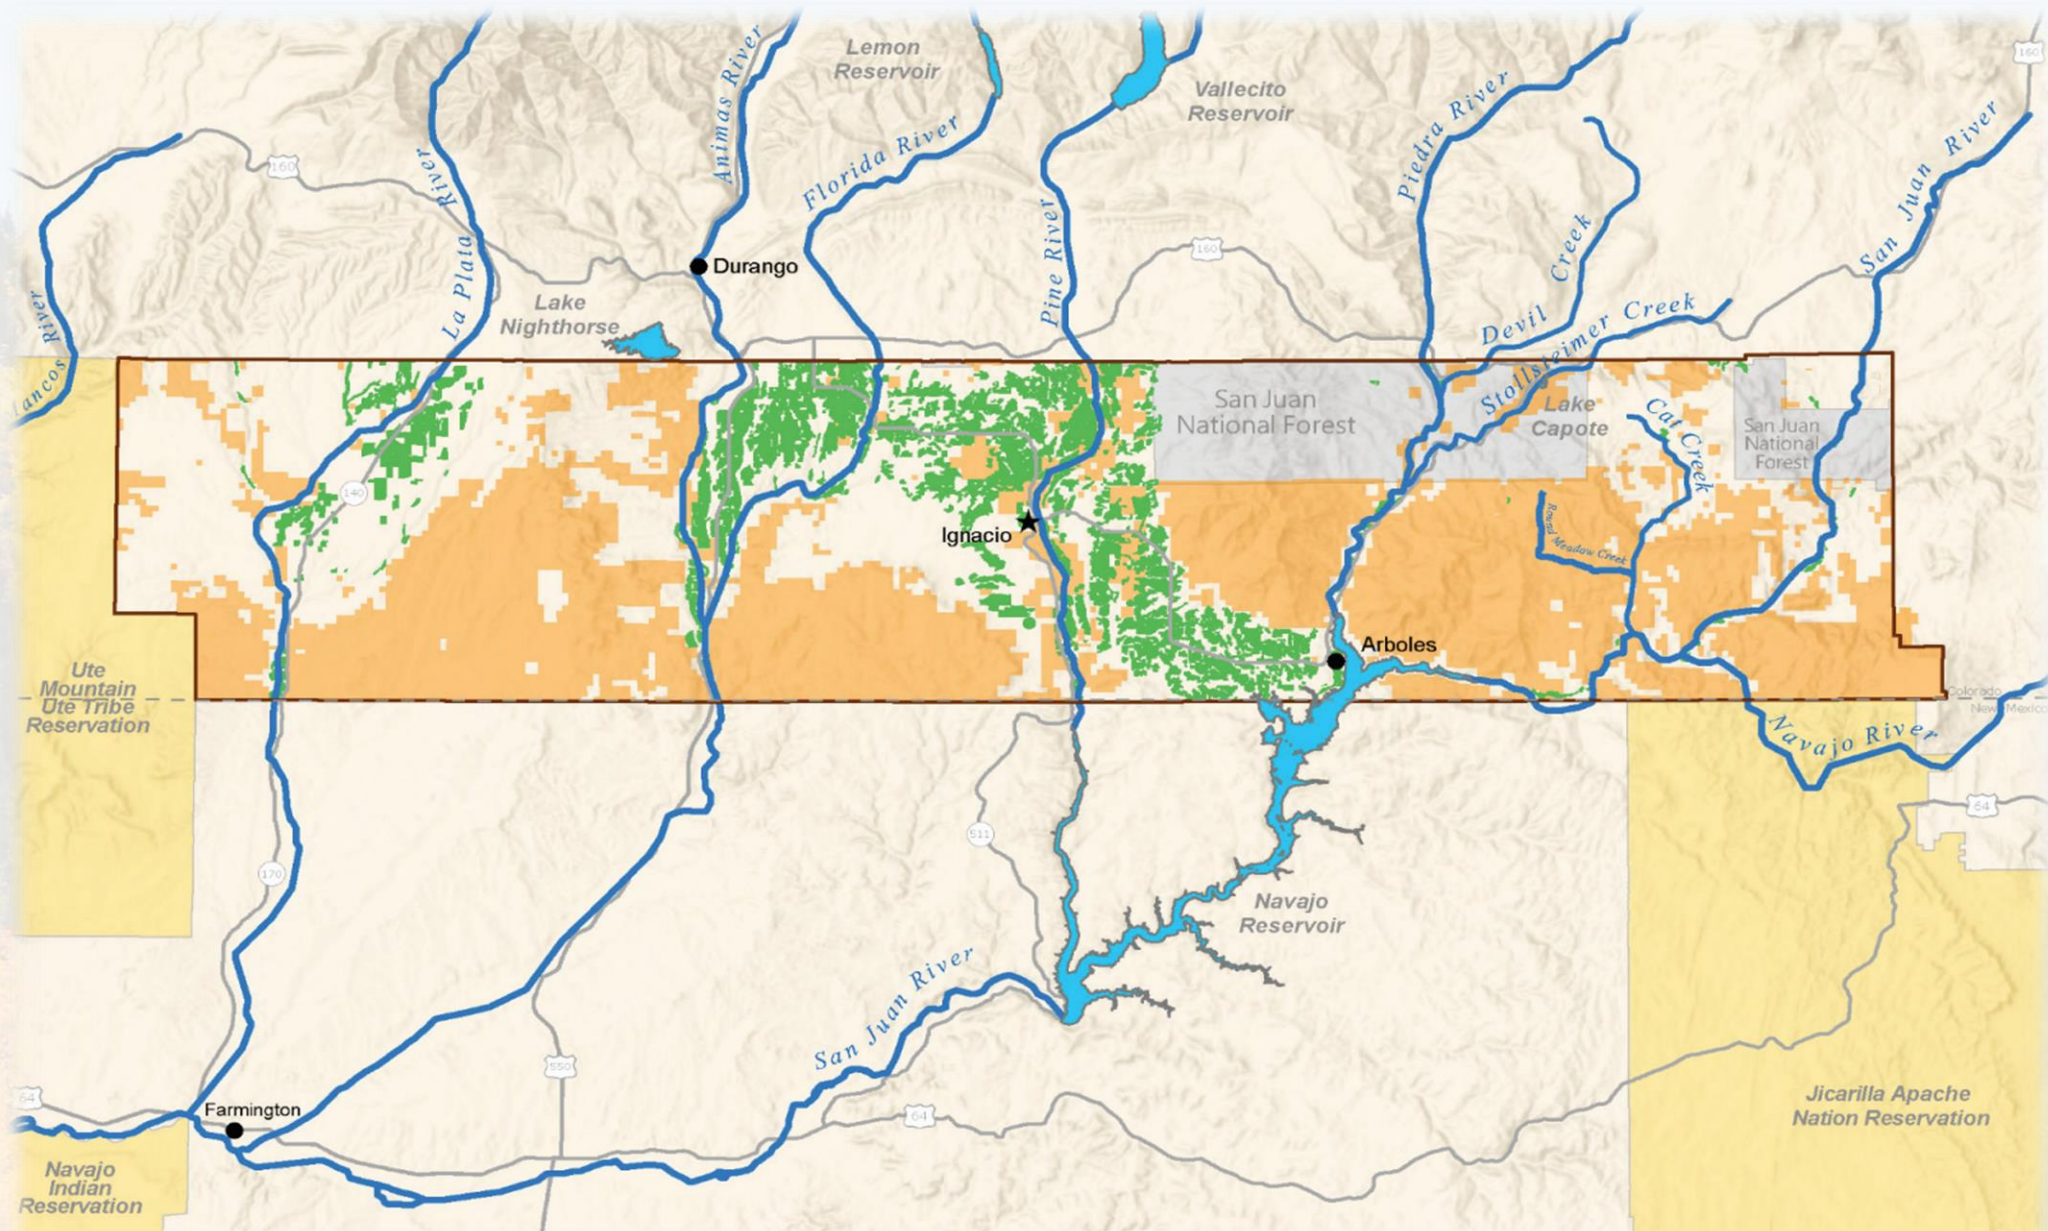 Lemon
Reservoir
Vallecito
Reservoir
160
Animas River
Florida River
Piedra River
San Juan River
160
La Plata River
Pine River
Devil Creek
160
Durango
Lake
Nighthorse
Stollsteimer Creek
River
San Juan
National Forest
Lake
Capote
Cat Creek
San Juan
National
Forest
140
Ignacio
Round Meadow Creek
Arboles
Ute
Mountain
Ute Tribe
Reservation
Colorado
New Mexico
Navajo River
64
511
170
Navajo
Reservoir
San Juan River
550
64
64
Farmington
Jicarilla Apache
Nation Reservation
Navajo
Indian
Reservation